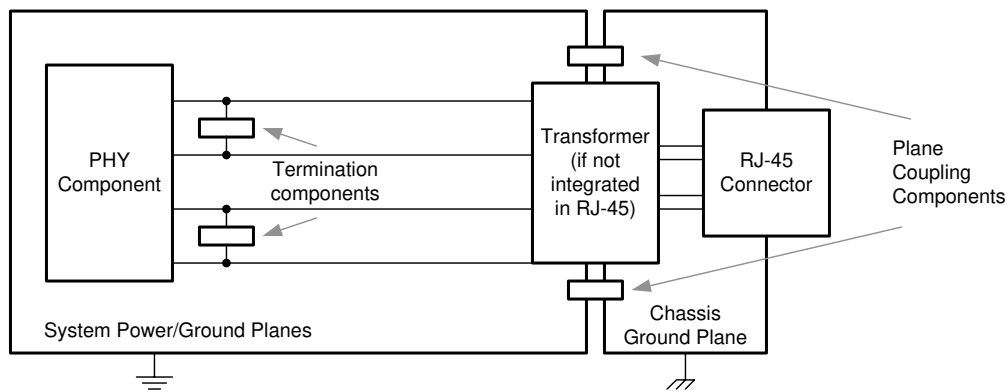 PHY
Component
Termination
components
Transformer
(if not
integrated
in RJ-45)
RJ-45
Connector
Plane
Coupling
Components
System Power/Ground Planes
Chassis
Ground Plane